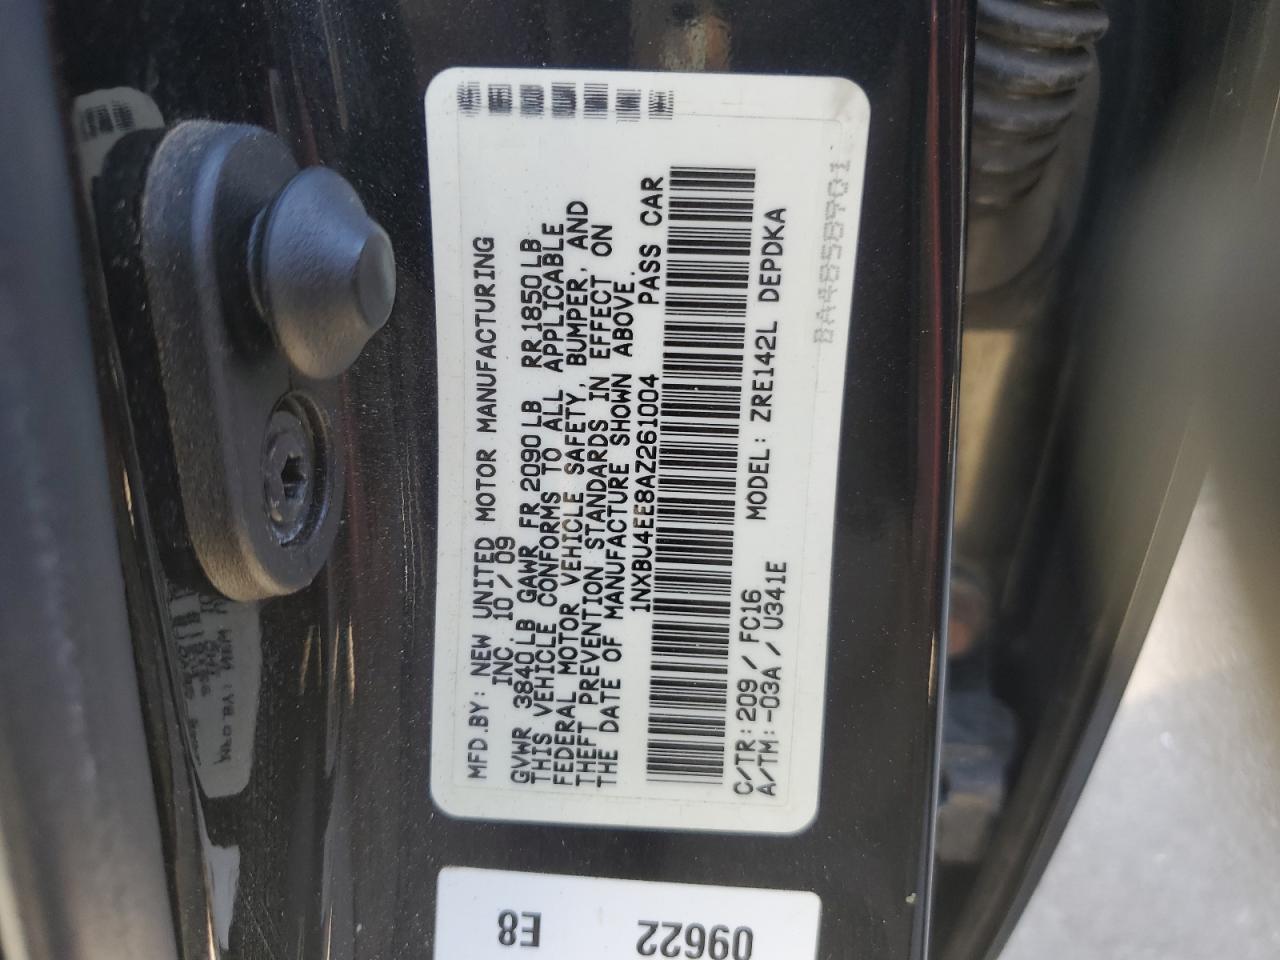 MFD.BY: NEW UNITED MOTOR MANUFACTURING
INC. 10/09
GVWR 3840LB GAWR FR 2090LB RR 1850LB
THIS VEHICLE CONFORMS TO ALL APPLICABLE
FEDERAL MOTOR VEHICLE SAFETY, BUMPER, AND
THEFT PREVENTION STANDARDS IN EFFECT ON
THE DATE OF MANUFACTURE SHOWN ABOVE.
1NXBU4EE8AZ261004 PASS CAR
C/TR:209/FC16 MODEL: ZRE142L DEPDKA
A/TM:-03A/U341E
0A4858701
E8
09622